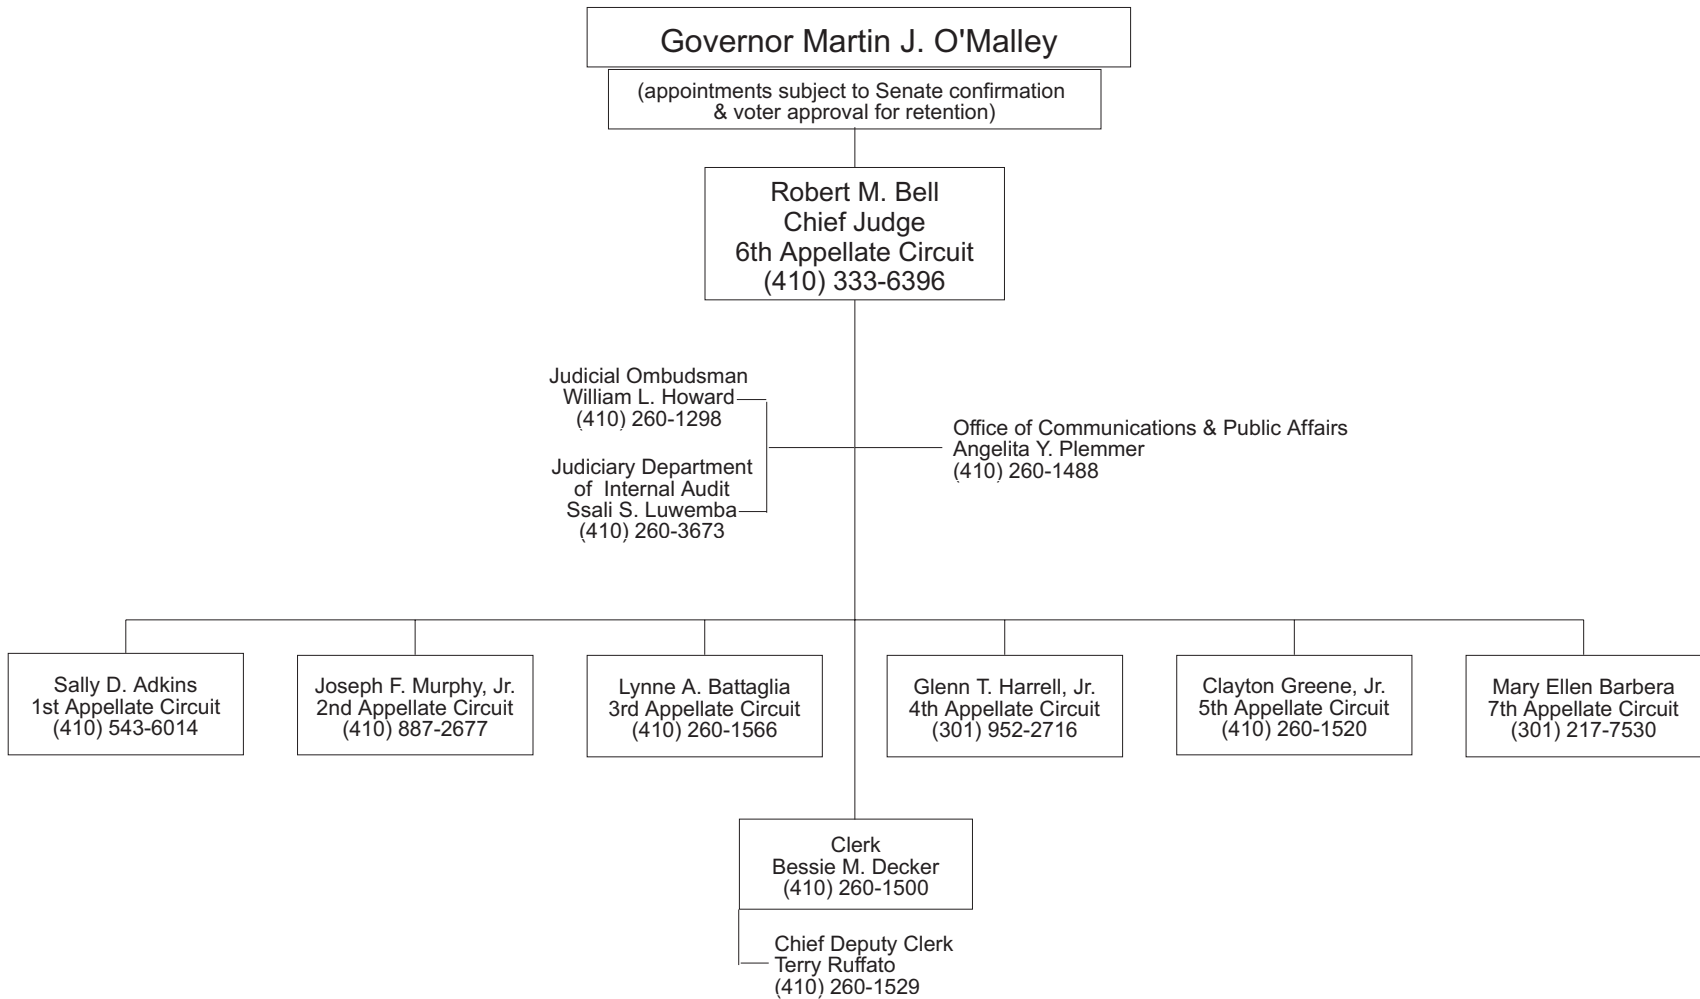 Governor Martin J. O'Malley
(appointments subject to Senate confirmation
& voter approval for retention)
Robert M. Bell
Chief Judge
6th Appellate Circuit
(410) 333-6396
Judicial Ombudsman
William L. Howard
(410) 260-1298
Judiciary Department
of Internal Audit
Ssali S. Luwemba
(410) 260-3673
Office of Communications & Public Affairs
Angelita Y. Plemmer
(410) 260-1488
Sally D. Adkins
1st Appellate Circuit
(410) 543-6014
Joseph F. Murphy, Jr.
2nd Appellate Circuit
(410) 887-2677
Lynne A. Battaglia
3rd Appellate Circuit
(410) 260-1566
Glenn T. Harrell, Jr.
4th Appellate Circuit
(301) 952-2716
Clayton Greene, Jr.
5th Appellate Circuit
(410) 260-1520
Mary Ellen Barbera
7th Appellate Circuit
(301) 217-7530
Clerk
Bessie M. Decker
(410) 260-1500
Chief Deputy Clerk
Terry Ruffato
(410) 260-1529